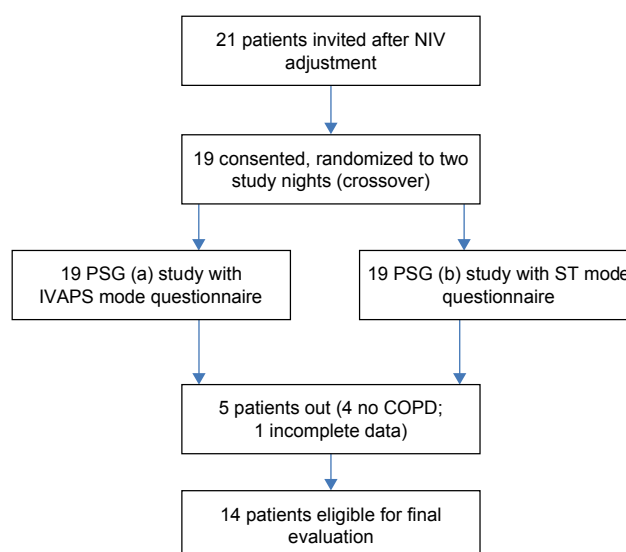 21 patients invited after NIV
adjustment
19 consented, randomized to two
study nights (crossover)
19 PSG (a) study with
IVAPS mode questionnaire
19 PSG (b) study with ST mode
questionnaire
5 patients out (4 no COPD;
1 incomplete data)
14 patients eligible for final
evaluation